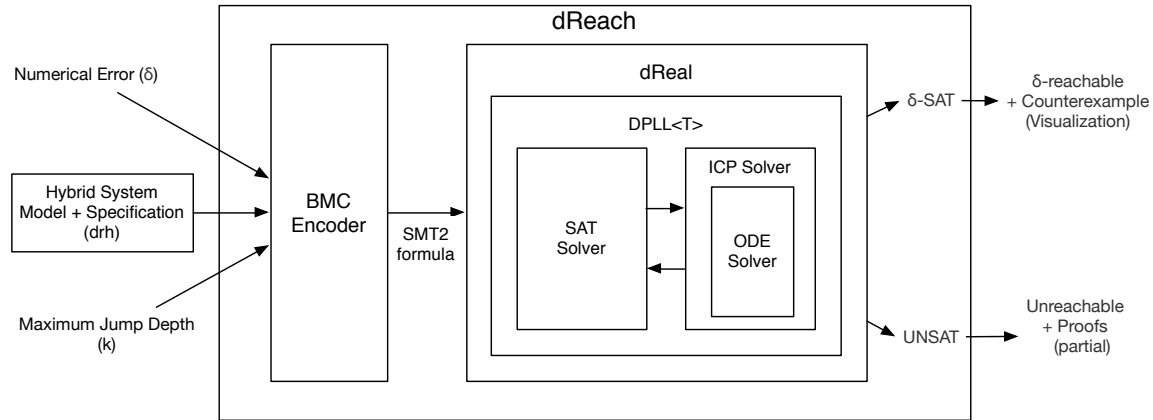 dReach
Numerical Error (δ)
Hybrid System
Model + Specification
(drh)
Maximum Jump Depth
(k)
BMC
Encoder
SMT2
formula
dReal
DPLL<T>
SAT
Solver
ICP Solver
ODE
Solver
δ-SAT
δ-reachable
+ Counterexample
(Visualization)
UNSAT
Unreachable
+ Proofs
(partial)